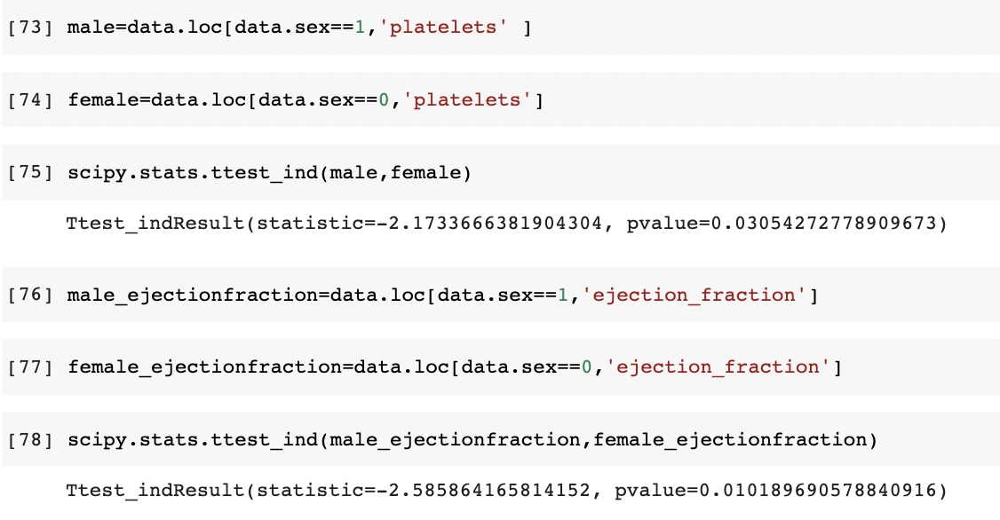 [73] male=data.loc[data.sex==1,'platelets' ]
[74] female=data.loc[data.sex==0,'platelets']
[75] scipy.stats.ttest_ind(male,female)
Ttest_indResult(statistic=-2.1733666381904304, pvalue=0.03054272778909673)
[76] male_ejectionfraction=data.loc[data.sex==1,'ejection_fraction']
[77] female_ejectionfraction=data.loc[data.sex==0,'ejection_fraction']
[78] scipy.stats.ttest_ind(male_ejectionfraction,female_ejectionfraction)
Ttest_indResult(statistic=-2.585864165814152, pvalue=0.010189690578840916)